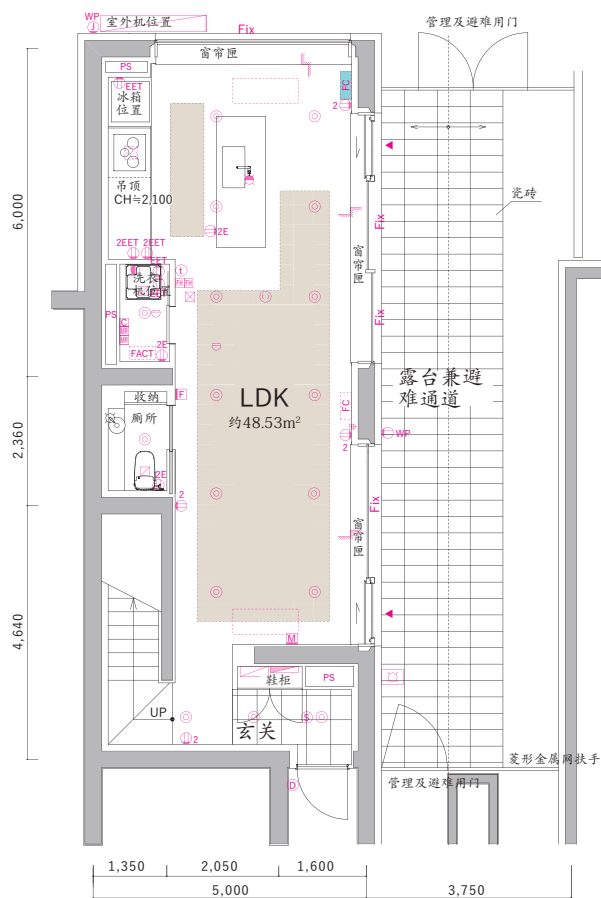 WP
J
室外机位置
Fix
窗帘匣
管理及避难用门
PS
EET
冰箱
位置
FC
2
吊顶
CH≒2,100
瓷砖
Fix
2E
2EET
2EET
EET
t
洗衣
机位置
窗帘匣
6,000
PS
Fix
2E
FACT
露台兼避
难通道
收纳
F
LDK
约48.53m²
FC
厕所
2
WP
2,360
2E
2
Fix
窗帘匣
4,640
M
鞋柜
PS
UP
S
玄关
2
菱形金属网扶手
D
管理及避难用门
1,350
2,050
1,600
5,000
3,750